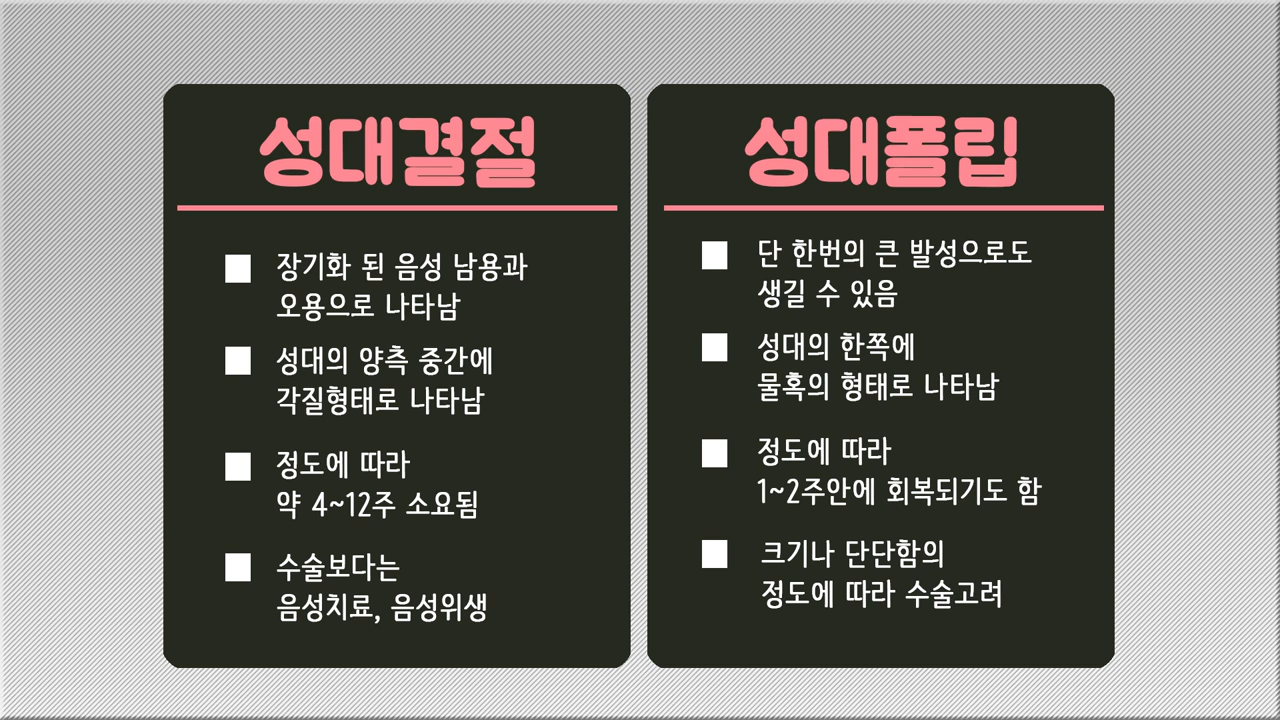 성대결절
장기화 된 음성 남용과
오용으로 나타남
성대의 양측 중간에
각질형태로 나타남
정도에 따라
약 4~12주 소요됨
수술보다는
음성치료, 음성위생
성대폴립
단 한번의 큰 발성으로도
생길 수 있음
성대의 한쪽에
물혹의 형태로 나타남
정도에 따라
1~2주안에 회복되기도 함
크기나 단단함의
정도에 따라 수술고려